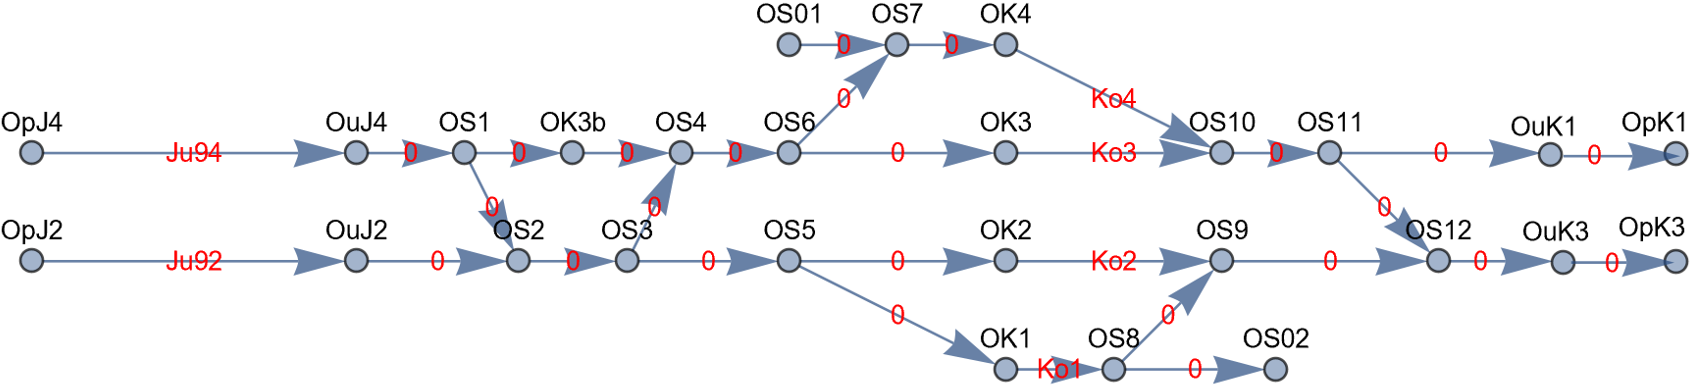 OS01 OS7 OK4
0 0
0 Ko4
OpJ4 OuJ4 OS1 OK3b OS4 OS6 OK3 OS10 OS11 OuK1 OpK1
Ju94 0 0 0 0 0 Ko3 0 0 0
0 0 0
OpJ2 OuJ2 OS2 OS3 OS5 OK2 OS9 OS12 OuK3 OpK3
Ju92 0 0 0 0 Ko2 0 0 0
0 0
OK1 OS8 OS02
Ko1 0